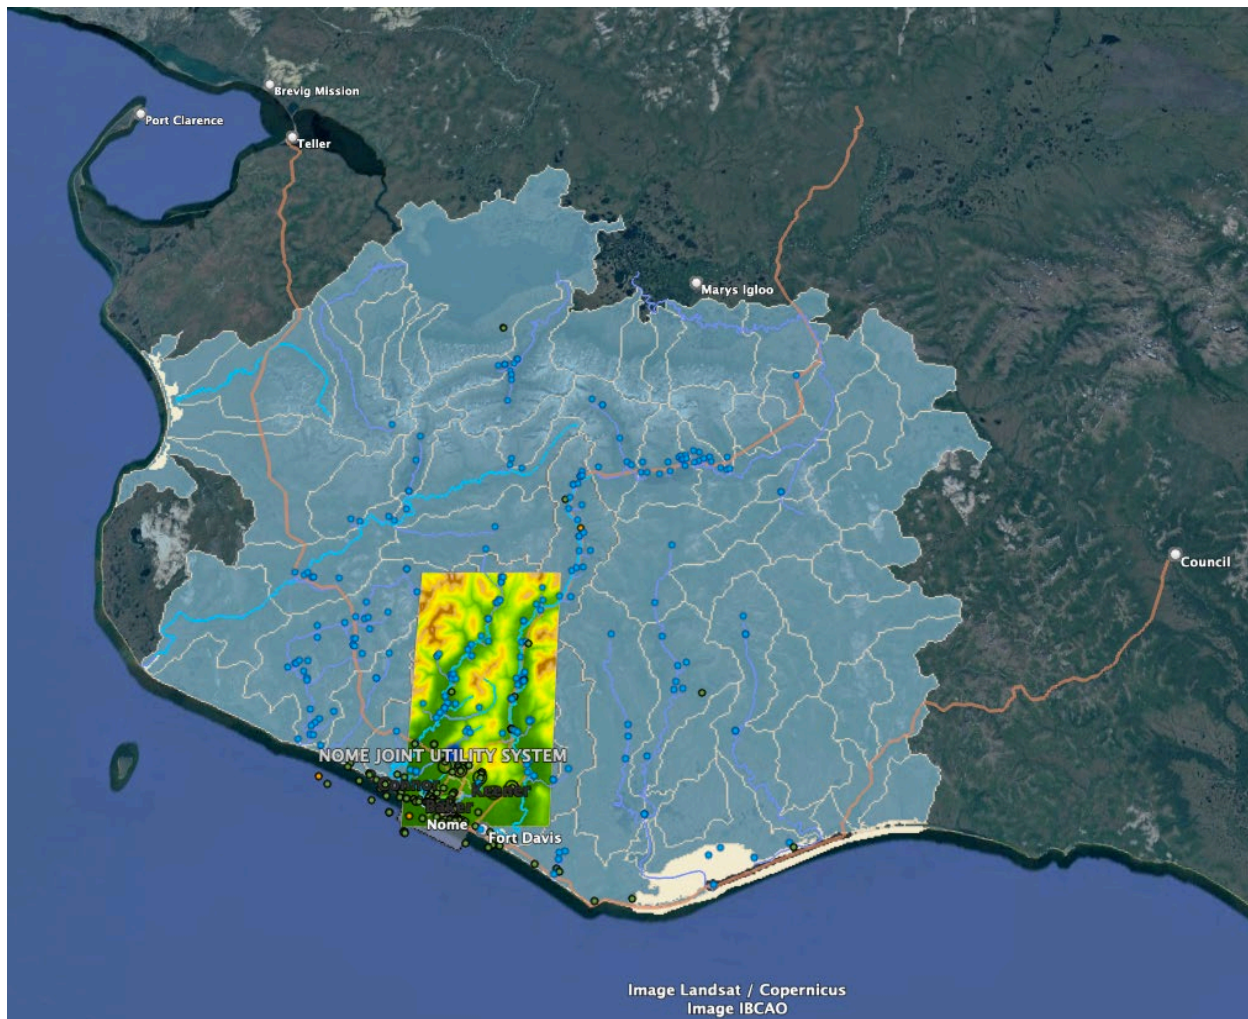 Brevig Mission
Port Clarence
Teller
Marys Igloo
Council
NOME JOINT UTILITY SYSTEM
Nome
Fort Davis
Image Landsat / Copernicus
Image IBCAO